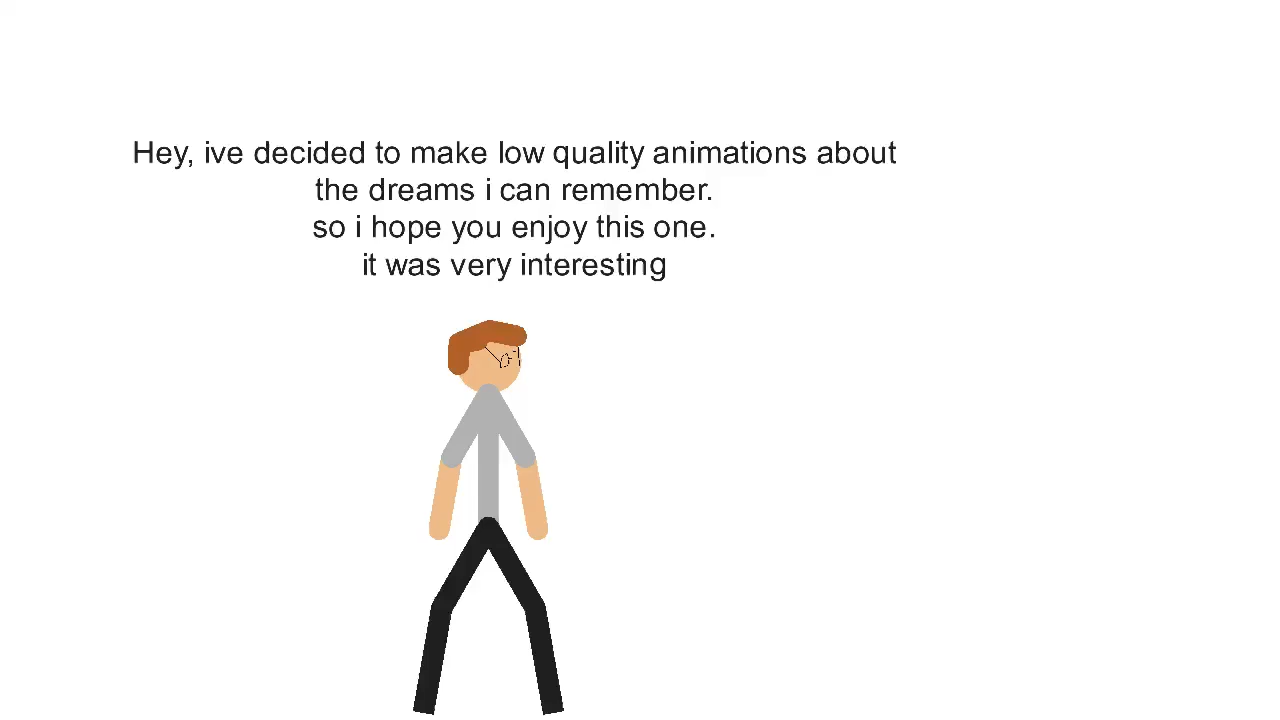 Hey, ive decided to make low quality animations about
the dreams i can remember.
so i hope you enjoy this one.
it was very interesting